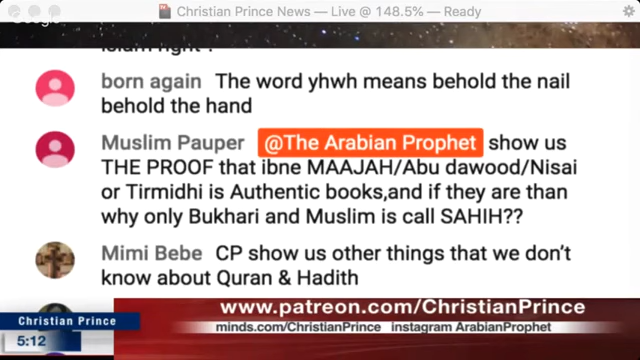 Christian Prince News — Live @ 148.5% — Ready
Google
islam right ?
born again The word yhwh means behold the nail
behold the hand
Muslim Pauper @The Arabian Prophet show us
THE PROOF that ibne MAAJAH/Abu dawood/Nisai
or Tirmidhi is Authentic books,and if they are than
why only Bukhari and Muslim is call SAHIH??
Mimi Bebe CP show us other things that we don't
know about Quran & Hadith
www.patreon.com/ChristianPrince
Christian Prince
minds.com/ChristianPrince instagram ArabianProphet
5:12